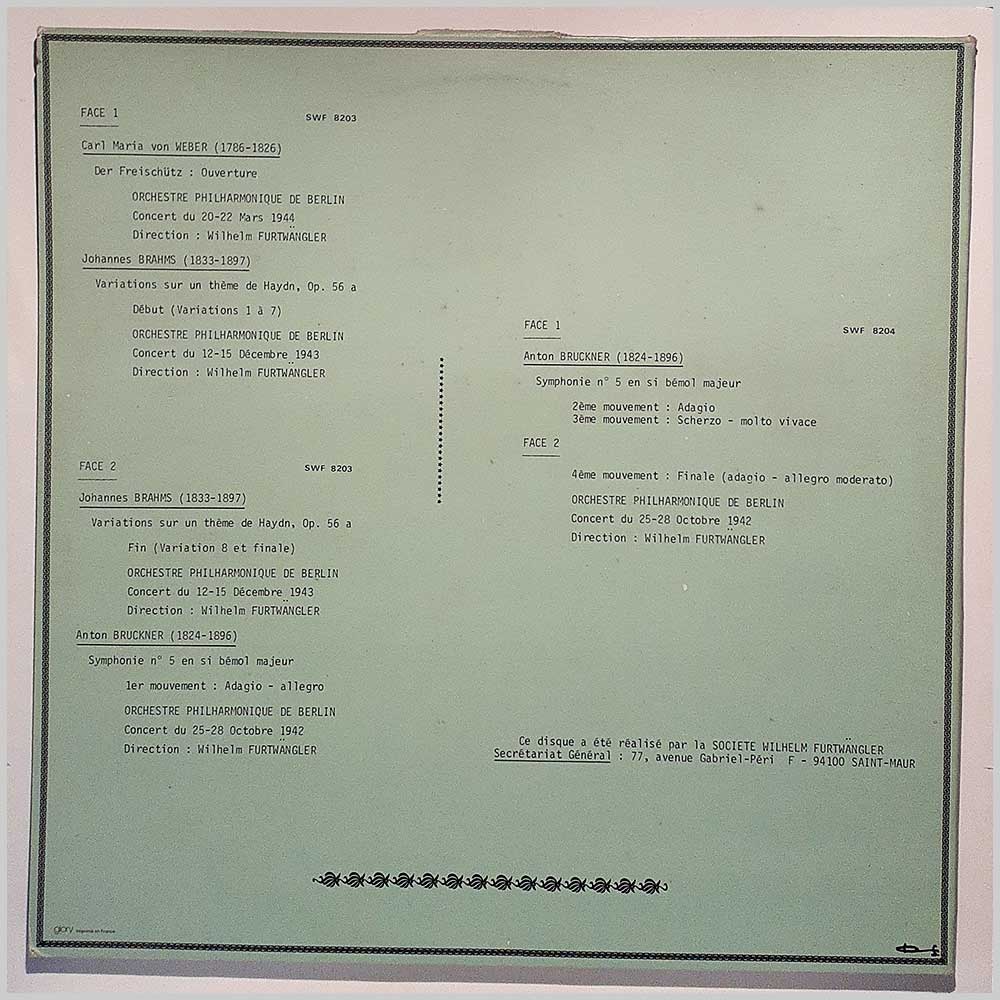 FACE 1
SWF 8203
Carl Maria von WEBER (1786-1826)
Der Freischütz : Ouverture
ORCHESTRE PHILHARMONIQUE DE BERLIN
Concert du 20-22 Mars 1944
Direction : Wilhelm FURTWÄNGLER
Johannes BRAHMS (1833-1897)
Variations sur un thème de Haydn, Op. 56 a
Début (Variations 1 à 7)
ORCHESTRE PHILHARMONIQUE DE BERLIN
Concert du 12-15 Décembre 1943
Direction : Wilhelm FURTWÄNGLER
FACE 2
SWF 8203
Johannes BRAHMS (1833-1897)
Variations sur un thème de Haydn, Op. 56 a
Fin (Variation 8 et finale)
ORCHESTRE PHILHARMONIQUE DE BERLIN
Concert du 12-15 Décembre 1943
Direction : Wilhelm FURTWÄNGLER
Anton BRUCKNER (1824-1896)
Symphonie n° 5 en si bémol majeur
1er mouvement : Adagio - allegro
ORCHESTRE PHILHARMONIQUE DE BERLIN
Concert du 25-28 Octobre 1942
Direction : Wilhelm FURTWÄNGLER
FACE 1
SWF 8204
Anton BRUCKNER (1824-1896)
Symphonie n° 5 en si bémol majeur
2ème mouvement : Adagio
3ème mouvement : Scherzo - molto vivace
FACE 2
4ème mouvement : Finale (adagio - allegro moderato)
ORCHESTRE PHILHARMONIQUE DE BERLIN
Concert du 25-28 Octobre 1942
Direction : Wilhelm FURTWÄNGLER
Ce disque a été réalisé par la SOCIETE WILHELM FURTWÄNGLER
Secrétariat Général : 77, avenue Gabriel-Péri F - 94100 SAINT-MAUR
glory imprimé en France